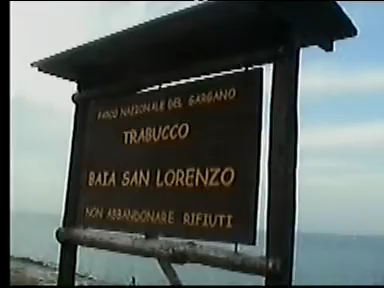 PARCO NAZIONALE DEL GARGANO
TRABUCCO
BAIA SAN LORENZO
NON ABBANDONARE RIFIUTI